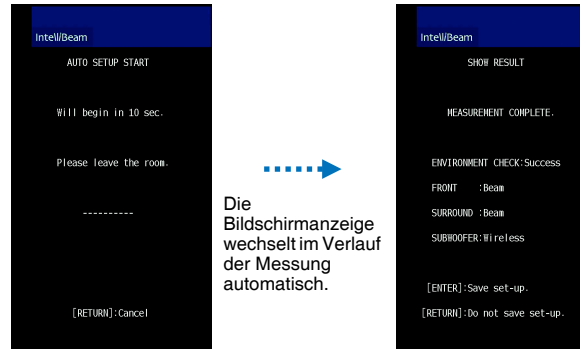 IntelliBeam
AUTO SETUP START
Will begin in 10 sec.
Please leave the room.
----------
[RETURN]:Cancel
Die
Bildschirmanzeige
wechselt im Verlauf
der Messung
automatisch.
IntelliBeam
SHOW RESULT
MEASUREMENT COMPLETE.
ENVIRONMENT CHECK:Success
FRONT :Beam
SURROUND :Beam
SUBWOOFER:Wireless
[ENTER]:Save set-up.
[RETURN]:Do not save set-up.